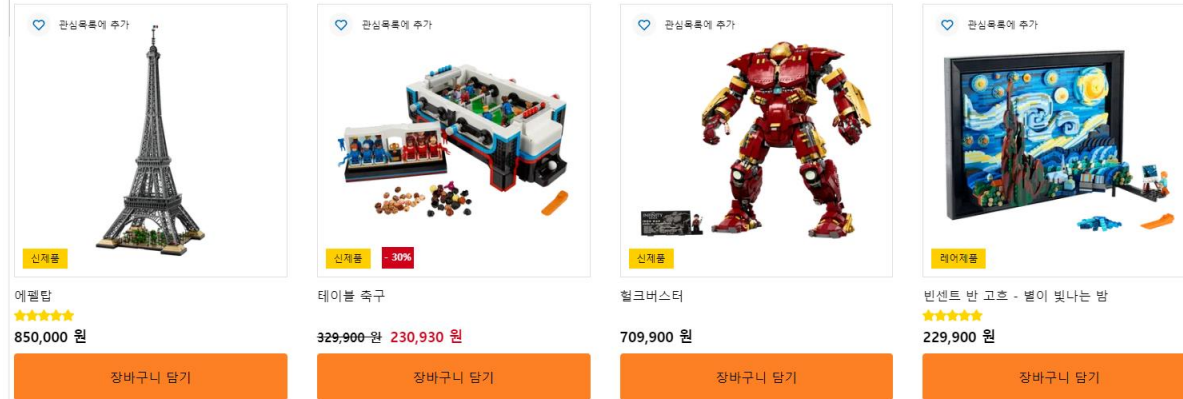 관심목록에 추가
관심목록에 추가
관심목록에 추가
관심목록에 추가
신제품
신제품 - 30%
신제품
레어제품
에펠탑
테이블 축구
헐크버스터
빈센트 반 고흐 - 별이 빛나는 밤
850,000 원
329,900 원 230,930 원
709,900 원
229,900 원
장바구니 담기
장바구니 담기
장바구니 담기
장바구니 담기